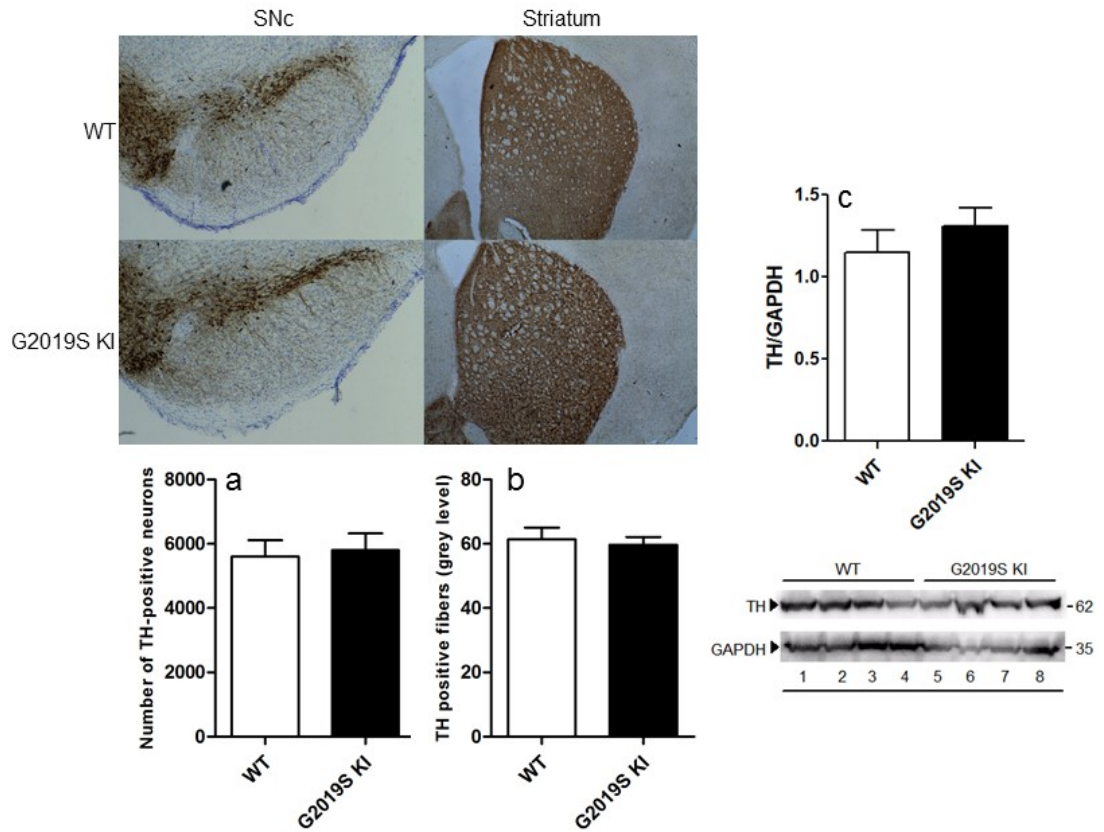 SNc Striatum
WT
G2019S KI
a
Number of TH-positive neurons
8000
6000
4000
2000
0
WT
G2019S KI
b
TH positive fibers (grey level)
80
60
40
20
0
WT
G2019S KI
c
TH/GAPDH
1.5
1.0
0.5
0.0
WT
G2019S KI
WT G2019S KI
TH 62
GAPDH 35
1 2 3 4 5 6 7 8